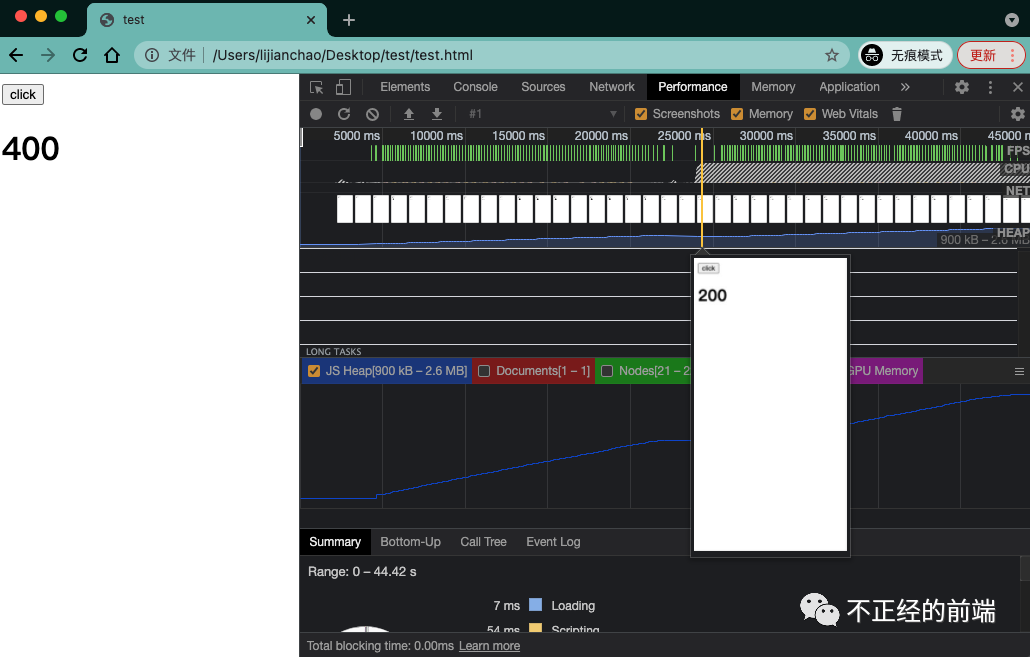 test
文件 /Users/lijianchao/Desktop/test/test.html 无痕模式 更新
click
400
Elements Console Sources Network Performance Memory Application »
#1 Screenshots Memory Web Vitals
5000 ms 10000 ms 15000 ms 20000 ms 25000 ms 30000 ms 35000 ms 40000 ms 45000 m
FPS
CPU
NET
HEAP
900 kB – 2.6 MB
click
200
LONG TASKS
JS Heap[900 kB – 2.6 MB] Documents[1 – 1] Nodes[21 – 2 GPU Memory
Summary Bottom-Up Call Tree Event Log
Range: 0 – 44.42 s
7 ms Loading
54 ms Scripting
不正经的前端
Total blocking time: 0.00ms Learn more